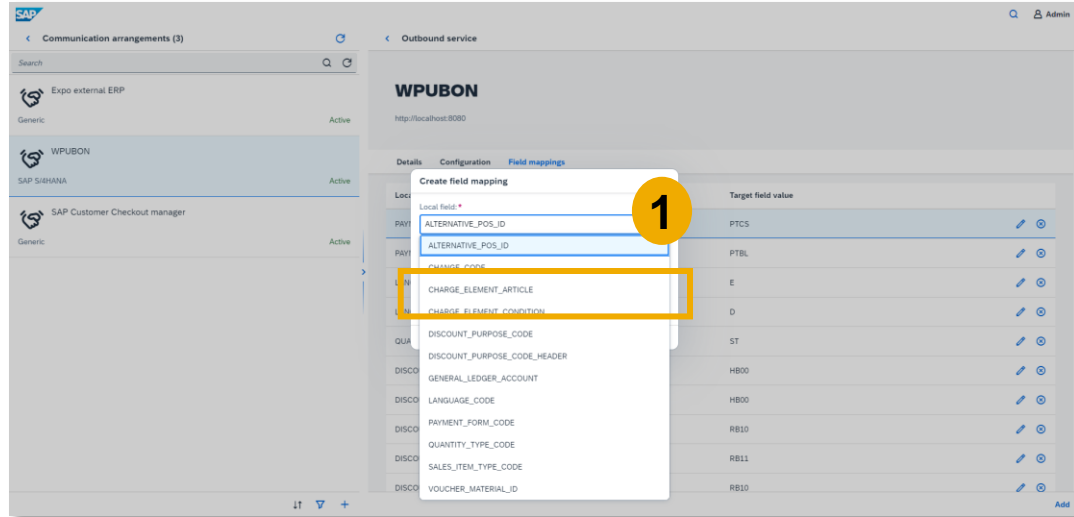 SAP
Admin
Communication arrangements (3)
Outbound service
Search
Expo external ERP
Generic
Active
WPUBON
SAP S/4HANA
Active
SAP Customer Checkout manager
Generic
Active
WPUBON
http://localhost:8080
Details Configuration Field mappings
Target field value
Create field mapping
Local field: *
1
ALTERNATIVE_POS_ID
PTCS
ALTERNATIVE_POS_ID
CHANGE_CODE
PTBL
CHARGE_ELEMENT_ARTICLE
E
CHARGE_ELEMENT_CONDITION
D
DISCOUNT_PURPOSE_CODE
ST
DISCOUNT_PURPOSE_CODE_HEADER
GENERAL_LEDGER_ACCOUNT
HB00
LANGUAGE_CODE
HB00
PAYMENT_FORM_CODE
RB10
QUANTITY_TYPE_CODE
SALES_ITEM_TYPE_CODE
RB11
VOUCHER_MATERIAL_ID
RB10
Add